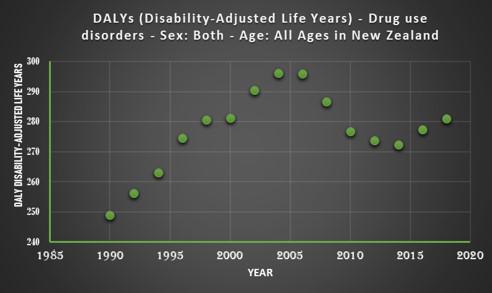 DALYs (Disability-Adjusted Life Years) - Drug use
disorders - Sex: Both - Age: All Ages in New Zealand
DALY DISABILITY-ADJUSTED LIFE YEARS
300
290
280
270
260
250
240
1985 1990 1995 2000 2005 2010 2015 2020
YEAR